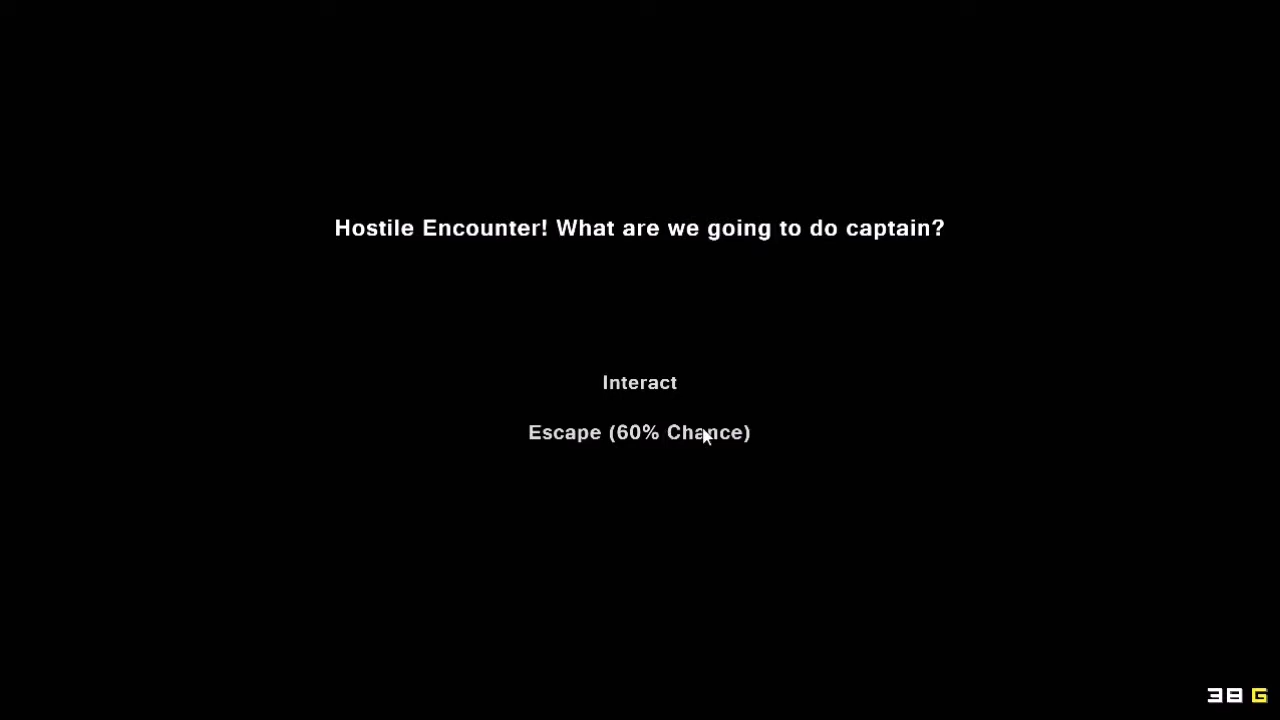 Hostile Encounter! What are we going to do captain?
Interact
Escape (60% Chance)
38 G